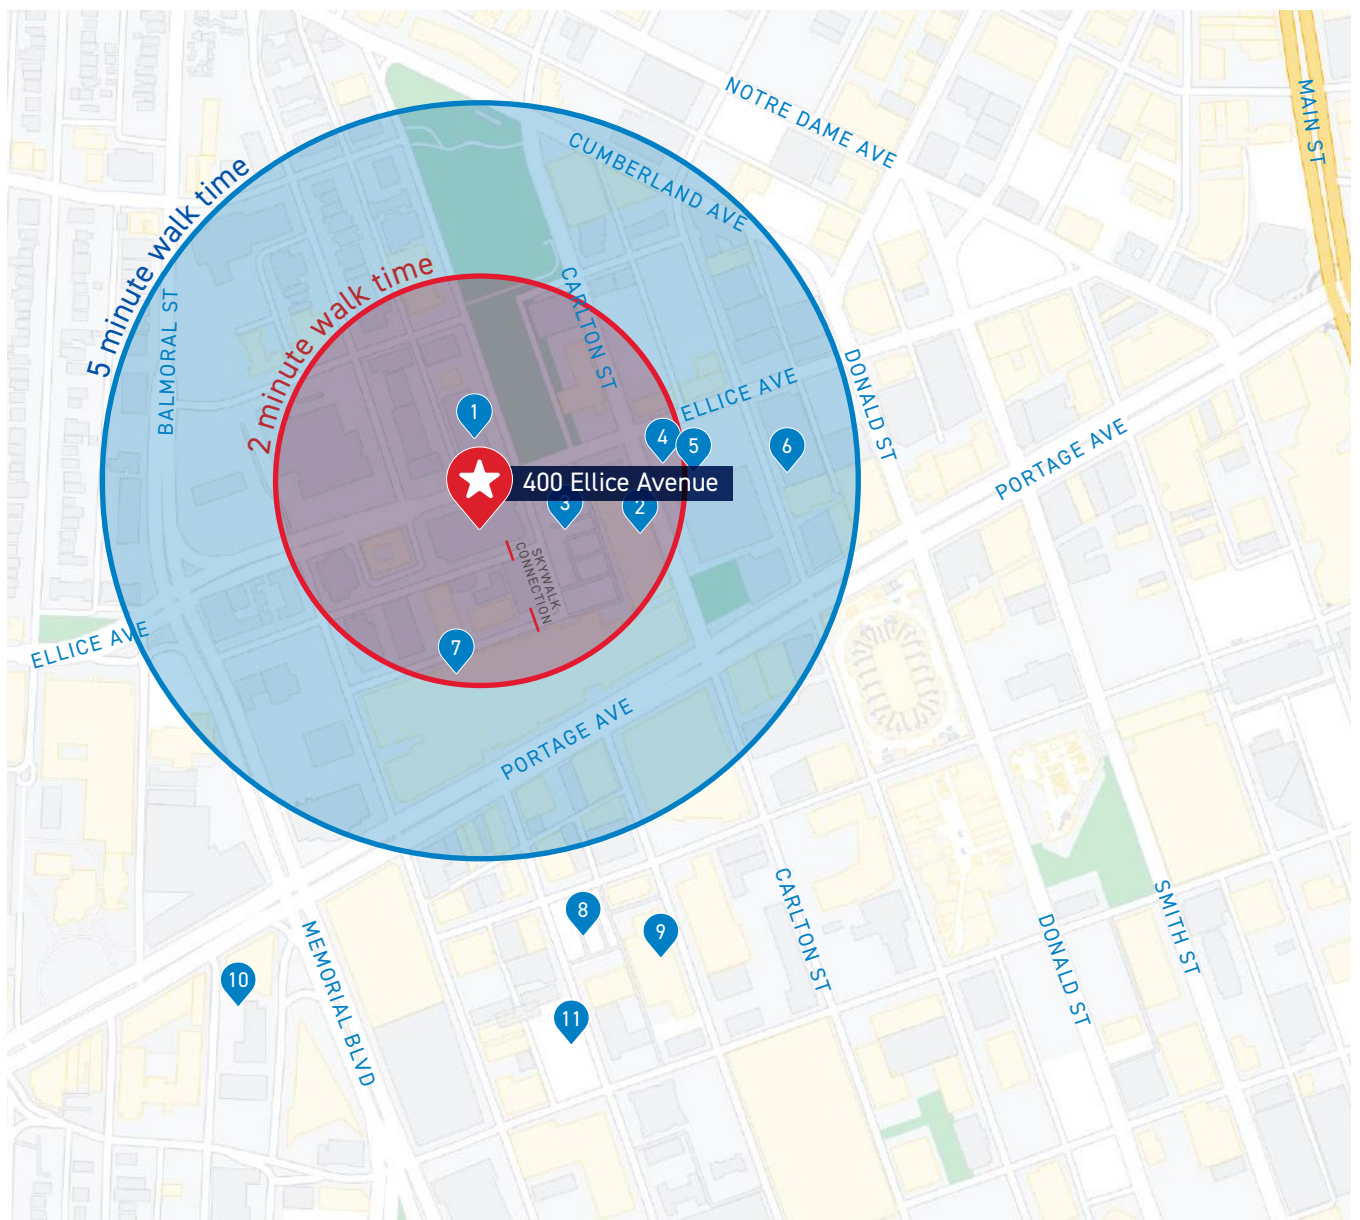 NOTRE DAME AVE
MAIN ST
CUMBERLAND AVE
5 minute walk time
2 minute walk time
BALMORAL ST
CARLTON ST
DONALD ST
ELLICE AVE
PORTAGE AVE
1
4
5
6
400 Ellice Avenue
3
2
SKYWALK
CONNECTION
ELLICE AVE
7
PORTAGE AVE
8
9
CARLTON ST
SMITH ST
DONALD ST
MEMORIAL BLVD
10
11